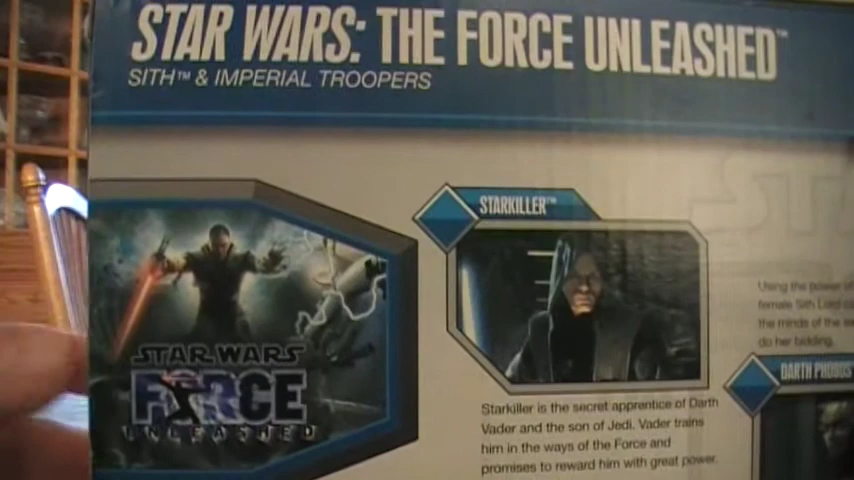 STAR WARS: THE FORCE UNLEASHED™
SITH™ & IMPERIAL TROOPERS
STARKILLER™
STAR WARS
FORCE
UNLEASHED
Starkiller is the secret apprentice of Darth
Vader and the son of Jedi. Vader trains
him in the ways of the Force and
promises to reward him with great power.
Using the power of
female Sith Lord
the minds of the
do her bidding.
DARTH PHOBOS